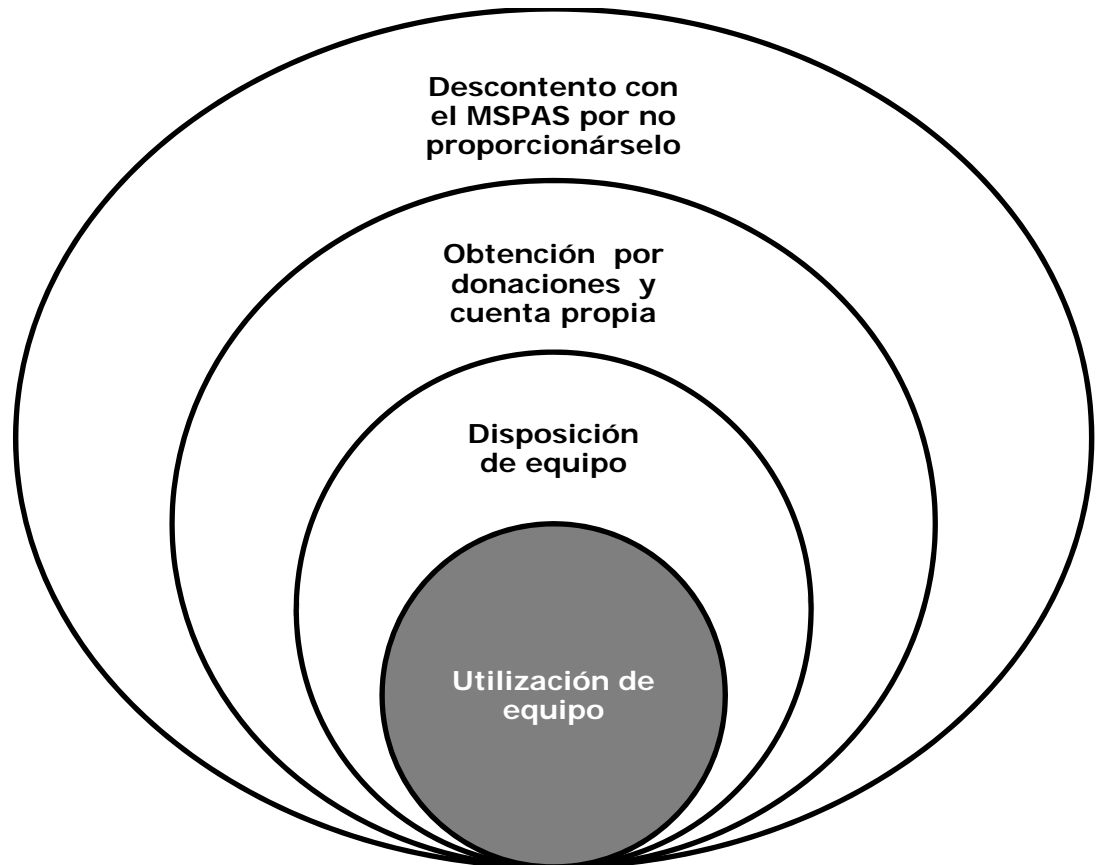 Descontento con
el MSPAS por no
proporcionárselo
Obtención por
donaciones y
cuenta propia
Disposición
de equipo
Utilización de
equipo